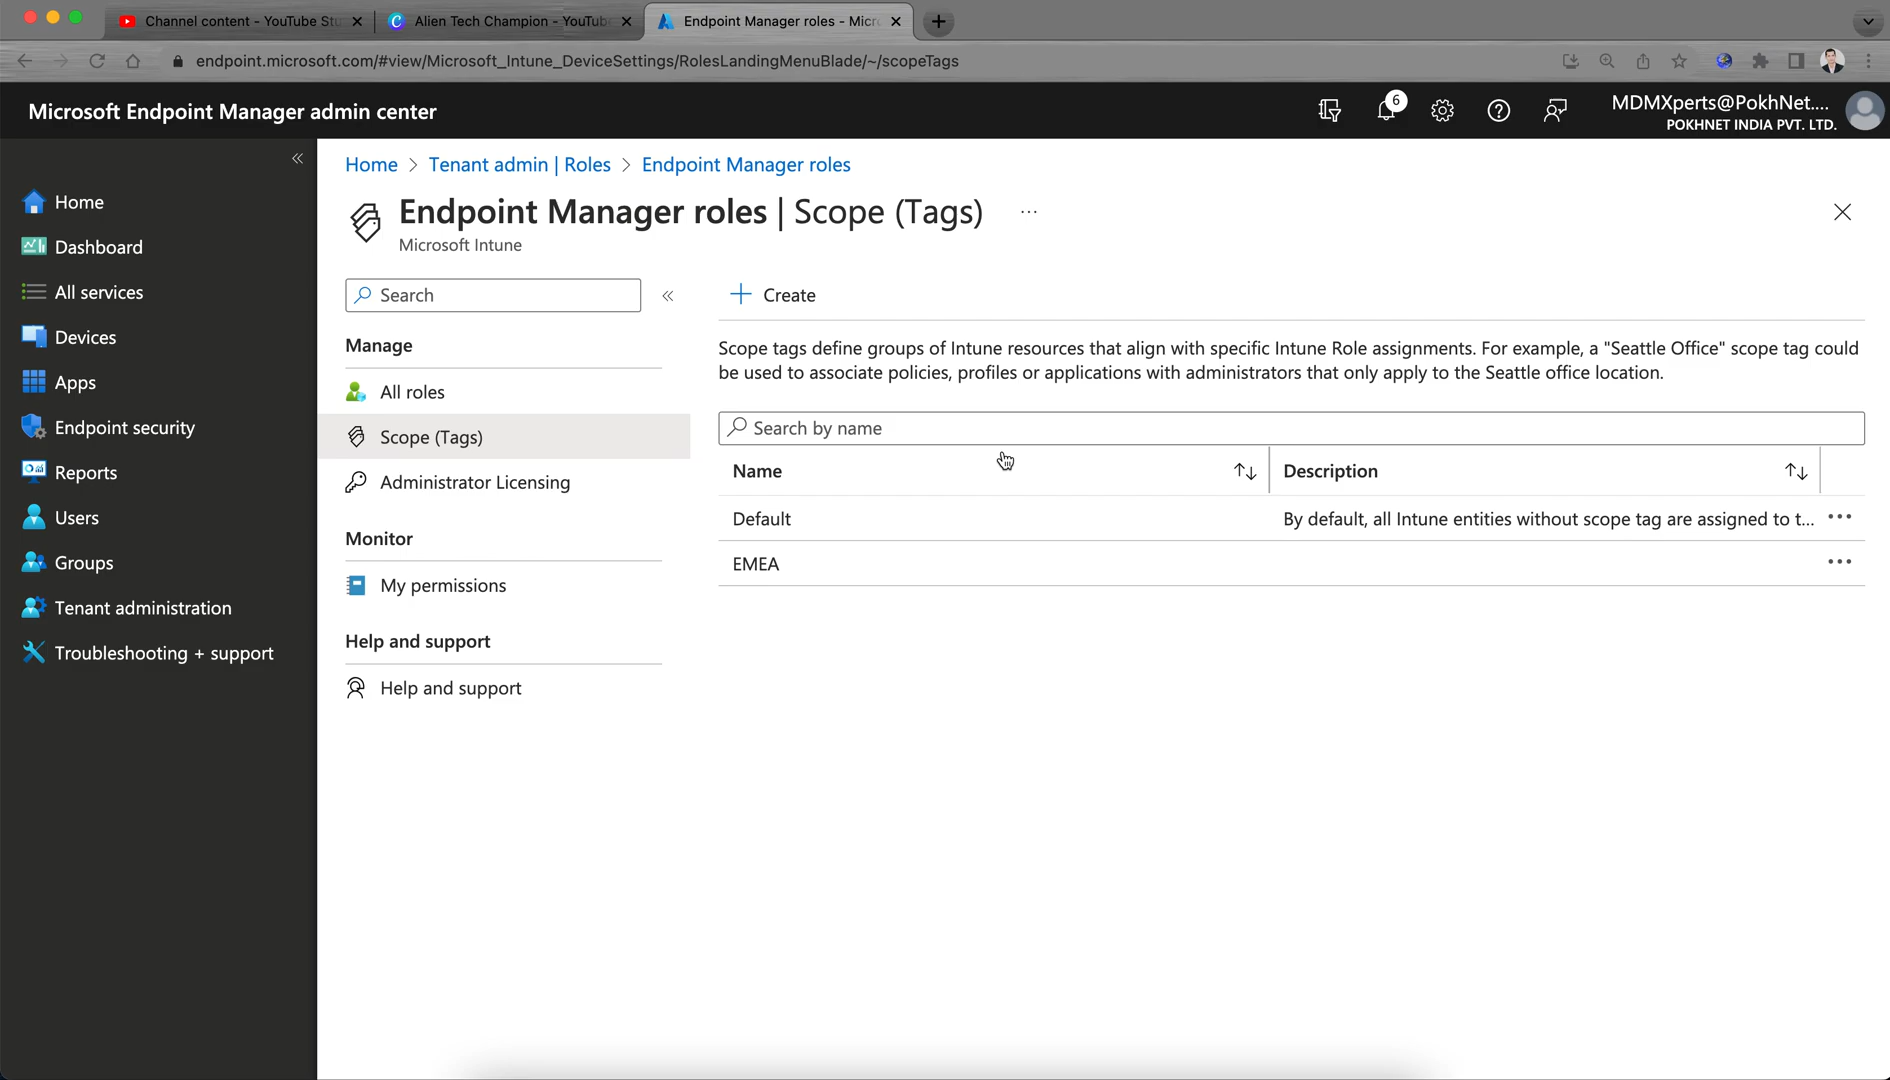 Channel content - YouTube Stu
Alien Tech Champion - YouTube
Endpoint Manager roles - Micr
endpoint.microsoft.com/#view/Microsoft_Intune_DeviceSettings/RolesLandingMenuBlade/~/scopeTags
Microsoft Endpoint Manager admin center
6
MDMXperts@PokhNet....
POKHNET INDIA PVT. LTD.
Home
Dashboard
All services
Devices
Apps
Endpoint security
Reports
Users
Groups
Tenant administration
Troubleshooting + support
Home > Tenant admin | Roles > Endpoint Manager roles
Endpoint Manager roles | Scope (Tags) ...
Microsoft Intune
Search
Manage
All roles
Scope (Tags)
Administrator Licensing
Monitor
My permissions
Help and support
Help and support
Create
Scope tags define groups of Intune resources that align with specific Intune Role assignments. For example, a "Seattle Office" scope tag could
be used to associate policies, profiles or applications with administrators that only apply to the Seattle office location.
Search by name
Name Description
Default By default, all Intune entities without scope tag are assigned to t...
EMEA